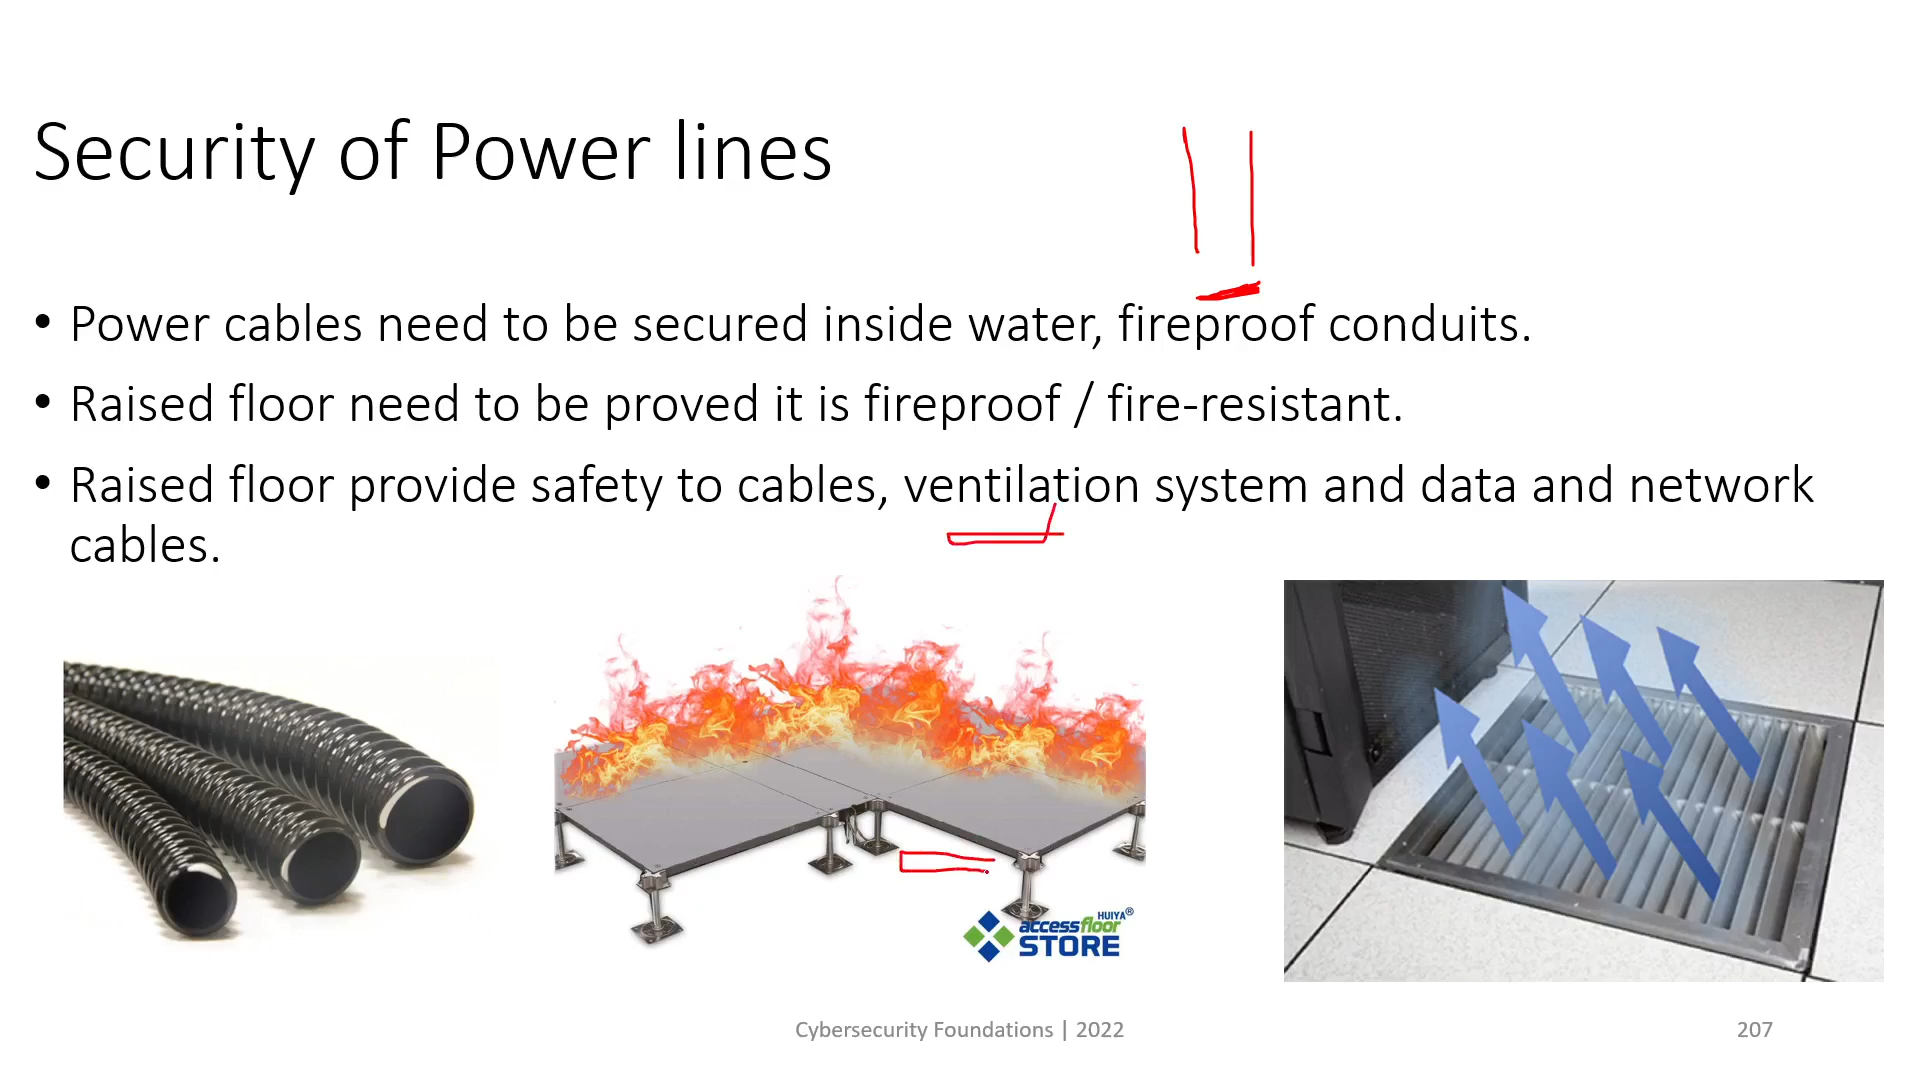 Security of Power lines
• Power cables need to be secured inside water, fireproof conduits.
• Raised floor need to be proved it is fireproof / fire-resistant.
• Raised floor provide safety to cables, ventilation system and data and network
cables.
HUIYA®
accessfloor
STORE
Cybersecurity Foundations | 2022
207